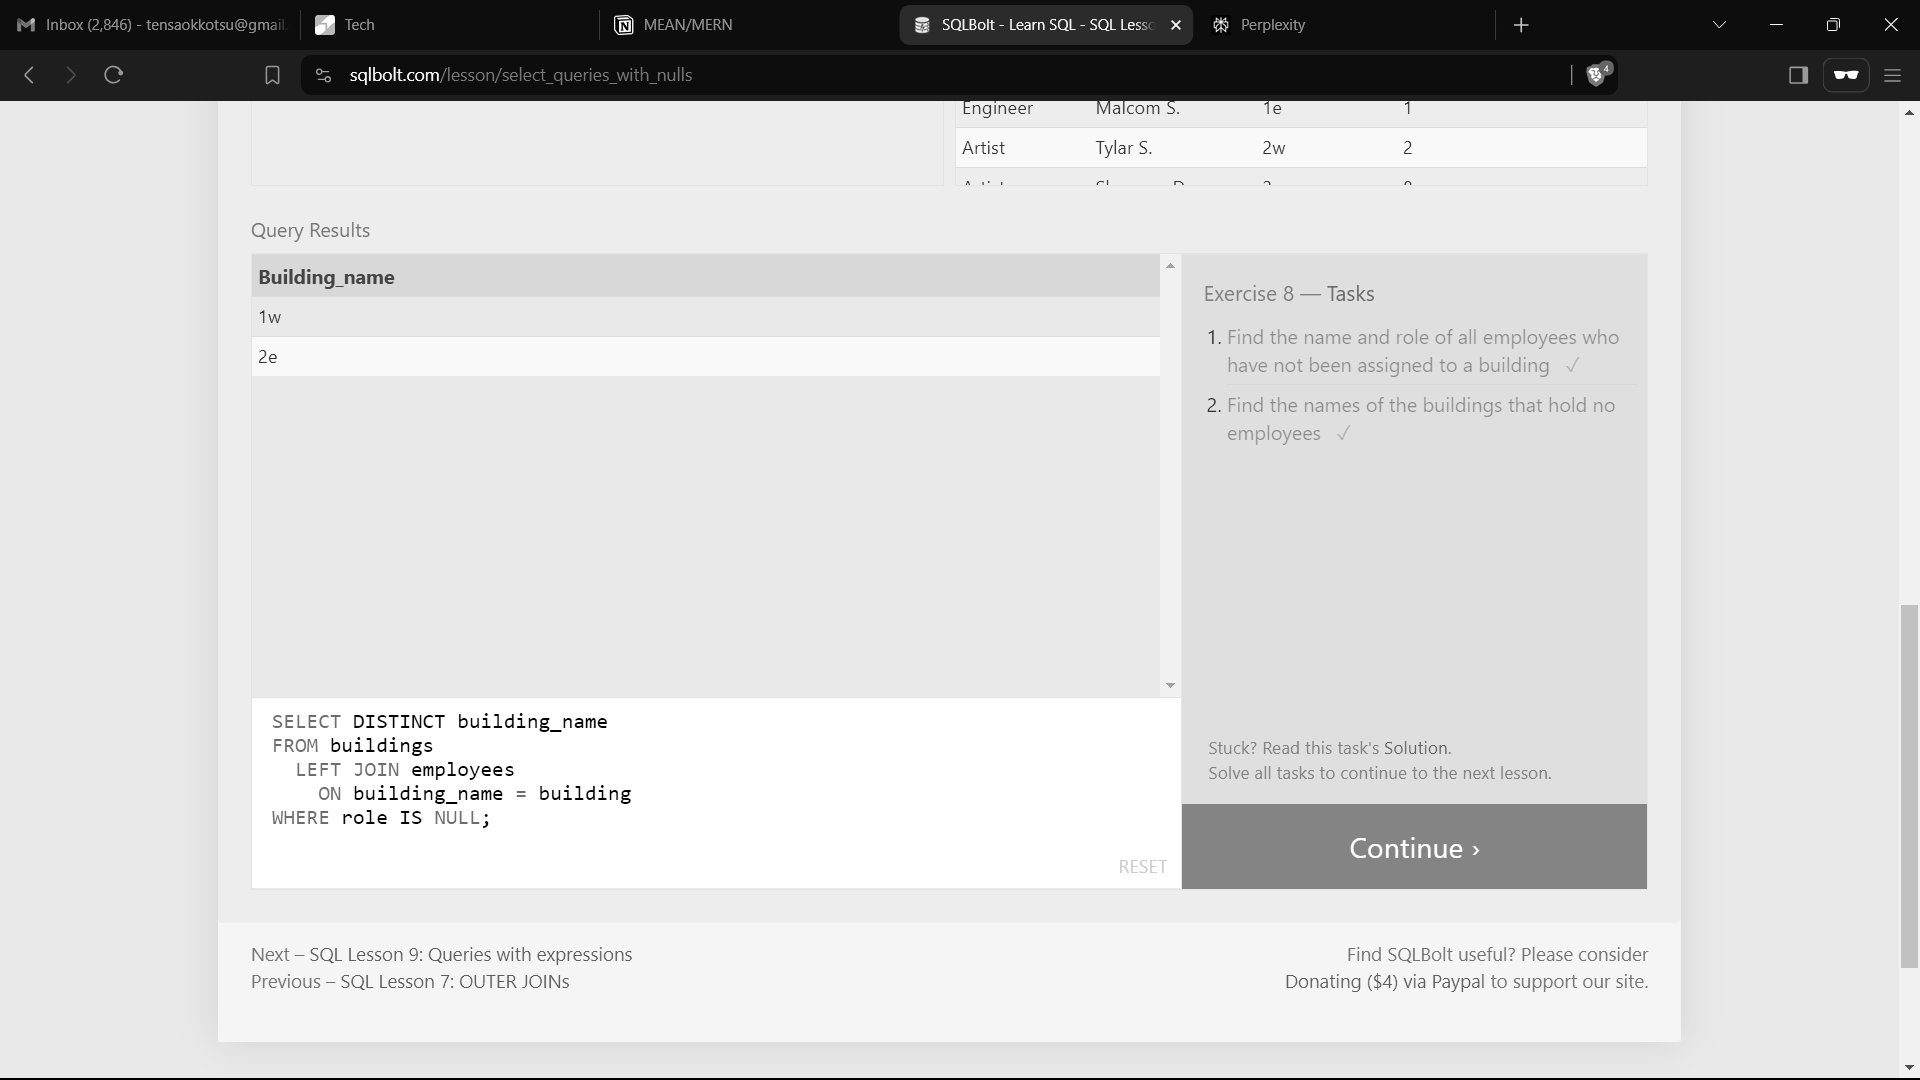 Inbox (2,846) - tensaokkotsu@gmail.
Tech
MEAN/MERN
SQLBolt - Learn SQL - SQL Less
Perplexity
sqlbolt.com/lesson/select_queries_with_nulls
4
Engineer Malcom S. 1e 1
Artist Tylar S. 2w 2
Query Results
Building_name
1w
2e
Exercise 8 — Tasks
1. Find the name and role of all employees who
have not been assigned to a building ✓
2. Find the names of the buildings that hold no
employees ✓
SELECT DISTINCT building_name
FROM buildings
LEFT JOIN employees
ON building_name = building
WHERE role IS NULL;
RESET
Stuck? Read this task's Solution.
Solve all tasks to continue to the next lesson.
Continue ›
Next – SQL Lesson 9: Queries with expressions
Previous – SQL Lesson 7: OUTER JOINs
Find SQLBolt useful? Please consider
Donating ($4) via Paypal to support our site.